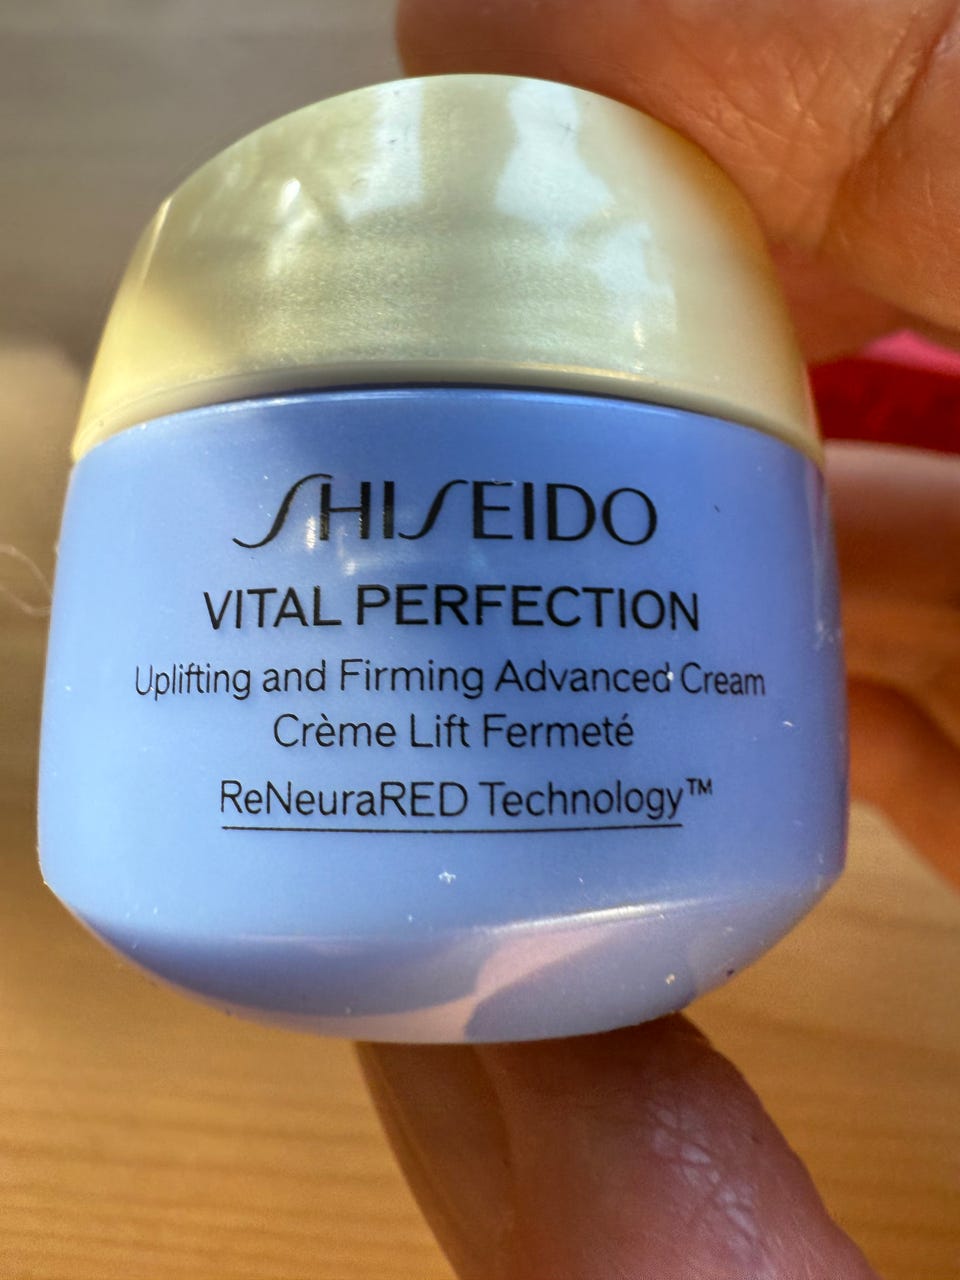 SHISEIDO
VITAL PERFECTION
Uplifting and Firming Advanced Cream
Crème Lift Fermeté
ReNeuraRED Technology™